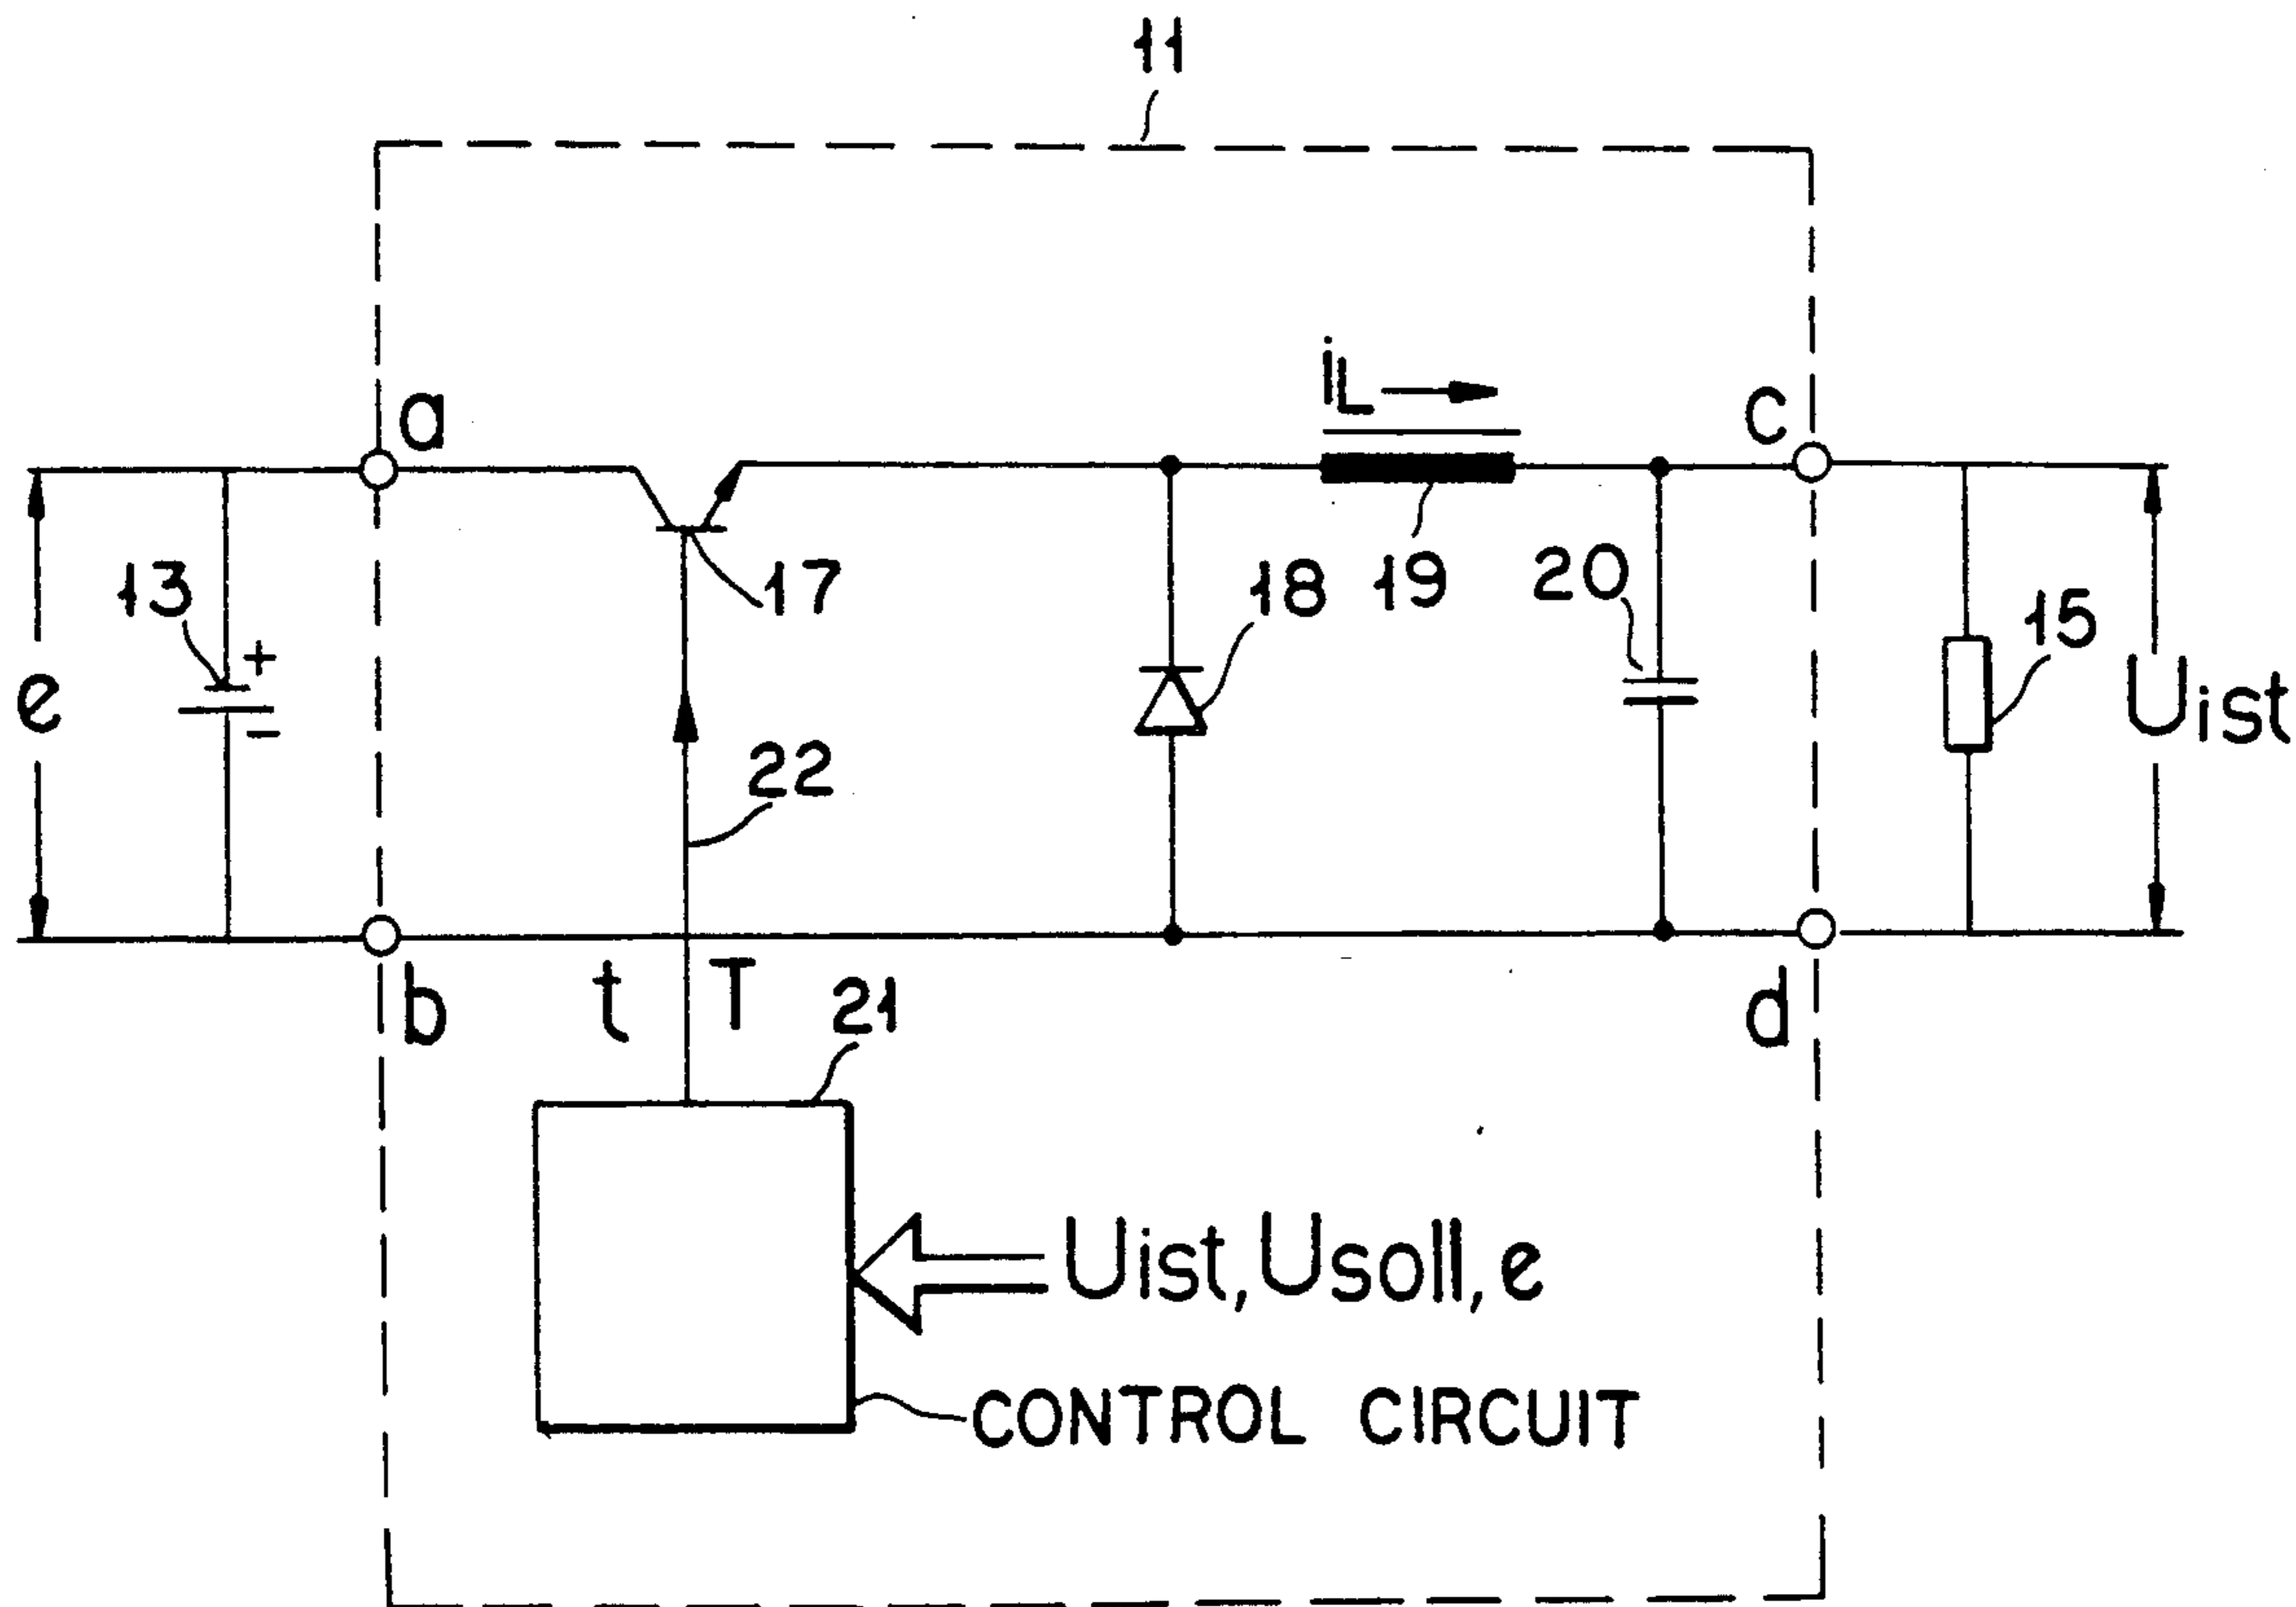 11
a
iL
c
13
+
-
e
17
18
19
20
15
Uist
22
b
t T
21
d
Uist, Usoll, e
CONTROL CIRCUIT